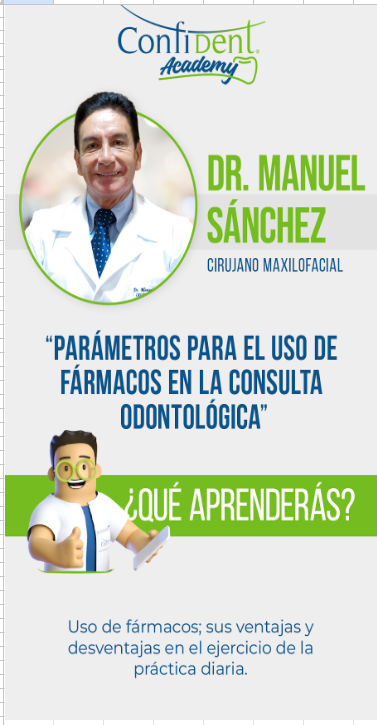 ConfiDent®
Academy
DR. MANUEL
SÁNCHEZ
CIRUJANO MAXILOFACIAL
“PARÁMETROS PARA EL USO DE
FÁRMACOS EN LA CONSULTA
ODONTOLÓGICA”
¿QUÉ APRENDERÁS?
Uso de fármacos; sus ventajas y
desventajas en el ejercicio de la
práctica diaria.